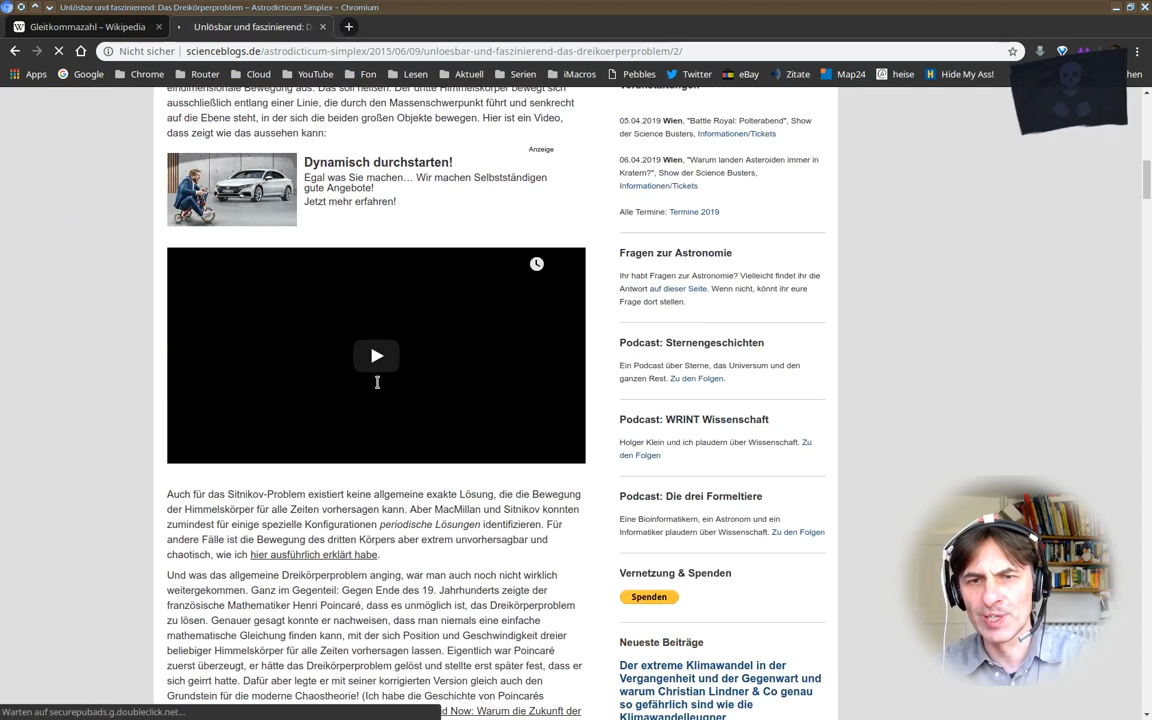 Unlösbar und faszinierend: Das Dreikörperproblem – Astrodicticum Simplex – Chromium
Gleitkommazahl – Wikipedia
Unlösbar und faszinierend: D
Nicht sicher
scienceblogs.de/astrodicticum-simplex/2015/06/09/unloesbar-und-faszinierend-das-dreikoerperproblem/2/
Apps Google Chrome Router Cloud YouTube Fon Lesen Aktuell Serien iMacros Pebbles Twitter eBay Zitate Map24 heise Hide My Ass!
eindimensionale Bewegung aus. Das soll heißen: Der dritte Himmelskörper bewegt sich
ausschließlich entlang einer Linie, die durch den Massenschwerpunkt führt und senkrecht
auf die Ebene steht, in der sich die beiden großen Objekte bewegen. Hier ist ein Video,
dass zeigt wie das aussehen kann:
Anzeige
Dynamisch durchstarten!
Egal was Sie machen… Wir machen Selbstständigen
gute Angebote!
Jetzt mehr erfahren!
Auch für das Sitnikov-Problem existiert keine allgemeine exakte Lösung, die die Bewegung
der Himmelskörper für alle Zeiten vorhersagen kann. Aber MacMillan und Sitnikov konnten
zumindest für einige spezielle Konfigurationen periodische Lösungen identifizieren. Für
andere Fälle ist die Bewegung des dritten Körpers aber extrem unvorhersagbar und
chaotisch, wie ich hier ausführlich erklärt habe.
Und was das allgemeine Dreikörperproblem anging, war man auch noch nicht wirklich
weitergekommen. Ganz im Gegenteil: Gegen Ende des 19. Jahrhunderts zeigte der
französische Mathematiker Henri Poincaré, dass es unmöglich ist, das Dreikörperproblem
zu lösen. Genauer gesagt konnte er nachweisen, dass man niemals eine einfache
mathematische Gleichung finden kann, mit der sich Position und Geschwindigkeit dreier
beliebiger Himmelskörper für alle Zeiten vorhersagen lassen. Eigentlich war Poincaré
zuerst überzeugt, er hätte das Dreikörperproblem gelöst und stellte erst später fest, dass er
sich geirrt hatte. Dafür aber legte er mit seiner korrigierten Version gleich auch den
Grundstein für die moderne Chaostheorie! (Ich habe die Geschichte von Poincarés
d Now: Warum die Zukunft der
Warten auf securepubads.g.doubleclick.net...
Veranstaltungen
05.04.2019 Wien, "Battle Royal: Polterabend", Show
der Science Busters, Informationen/Tickets
06.04.2019 Wien, "Warum landen Asteroiden immer in
Kratern?", Show der Science Busters,
Informationen/Tickets
Alle Termine: Termine 2019
Fragen zur Astronomie
Ihr habt Fragen zur Astronomie? Vielleicht findet ihr die
Antwort auf dieser Seite. Wenn nicht, könnt ihr eure
Frage dort stellen.
Podcast: Sternengeschichten
Ein Podcast über Sterne, das Universum und den
ganzen Rest. Zu den Folgen.
Podcast: WRINT Wissenschaft
Holger Klein und ich plaudern über Wissenschaft. Zu
den Folgen
Podcast: Die drei Formeltiere
Eine Bioinformatikern, ein Astronom und ein
Informatiker plaudern über Wissenschaft. Zu den Folgen
Vernetzung & Spenden
Spenden
Neueste Beiträge
Der extreme Klimawandel in der
Vergangenheit und der Gegenwart und
warum Christian Lindner & Co genau
so gefährlich sind wie die
Klimawandelleugner